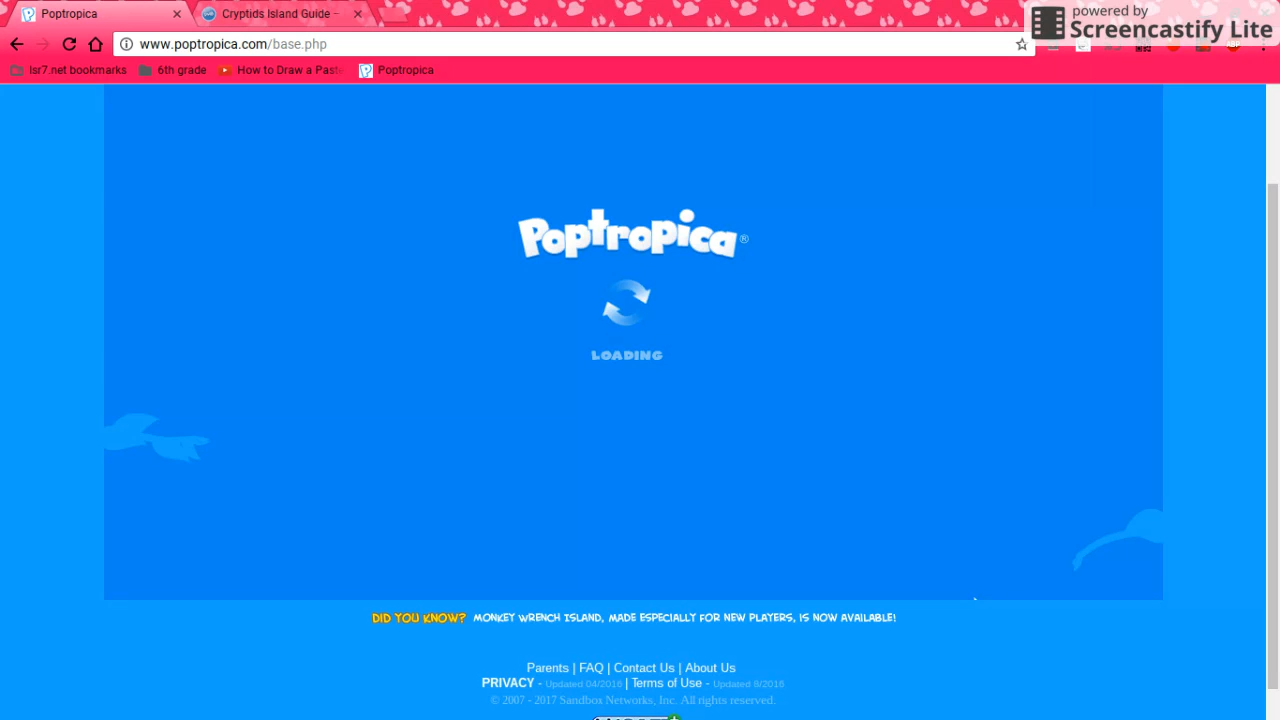 Poptropica
Cryptids Island Guide –
powered by
Screencastify Lite
www.poptropica.com/base.php
lsr7.net bookmarks
6th grade
How to Draw a Paste
Poptropica
Poptropica®
LOADING
DID YOU KNOW? MONKEY WRENCH ISLAND, MADE ESPECIALLY FOR NEW PLAYERS, IS NOW AVAILABLE!
Parents | FAQ | Contact Us | About Us
PRIVACY - Updated 04/2016 | Terms of Use - Updated 8/2016
© 2007 - 2017 Sandbox Networks, Inc. All rights reserved.